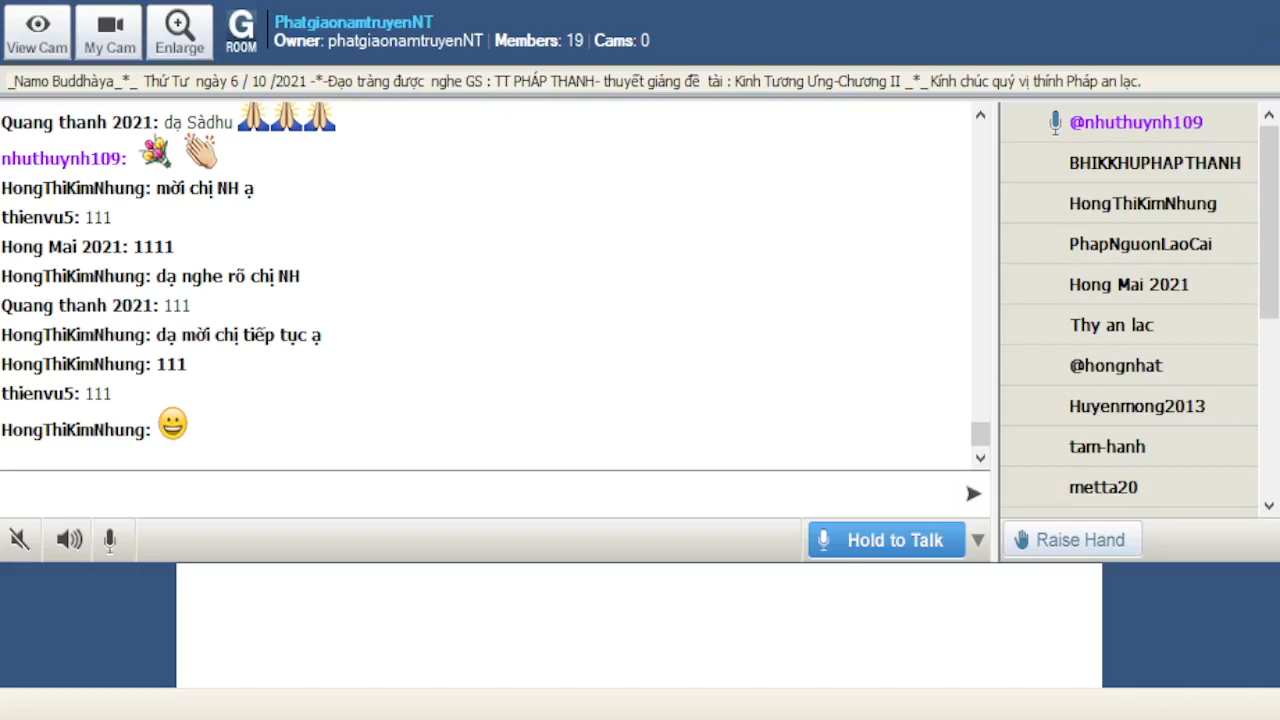 View Cam
My Cam
Enlarge
G
ROOM
PhatgiaonamtruyenNT
Owner: phatgiaonamtruyenNT | Members: 19 | Cams: 0
_Namo Buddhàya_*_ Thứ Tư ngày 6 / 10 /2021 -*-Đạo tràng được nghe GS : TT PHÁP THANH- thuyết giảng đề tài : Kinh Tương Ưng-Chương II _*_Kính chúc quý vị thính Pháp an lạc.
Quang thanh 2021: dạ Sàdhu
nhuthuynh109:
HongThiKimNhung: mời chị NH ạ
thienvu5: 111
Hong Mai 2021: 1111
HongThiKimNhung: dạ nghe rõ chị NH
Quang thanh 2021: 111
HongThiKimNhung: dạ mời chị tiếp tục ạ
HongThiKimNhung: 111
thienvu5: 111
HongThiKimNhung:
@nhuthuynh109
BHIKKHUPHAPTHANH
HongThiKimNhung
PhapNguonLaoCai
Hong Mai 2021
Thy an lac
@hongnhat
Huyenmong2013
tam-hanh
metta20
Hold to Talk
Raise Hand